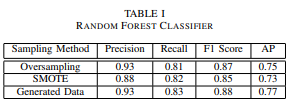 TABLE I
RANDOM FOREST CLASSIFIER
Sampling Method Precision Recall F1 Score AP
Oversampling 0.93 0.81 0.87 0.75
SMOTE 0.88 0.82 0.85 0.73
Generated Data 0.93 0.83 0.88 0.77